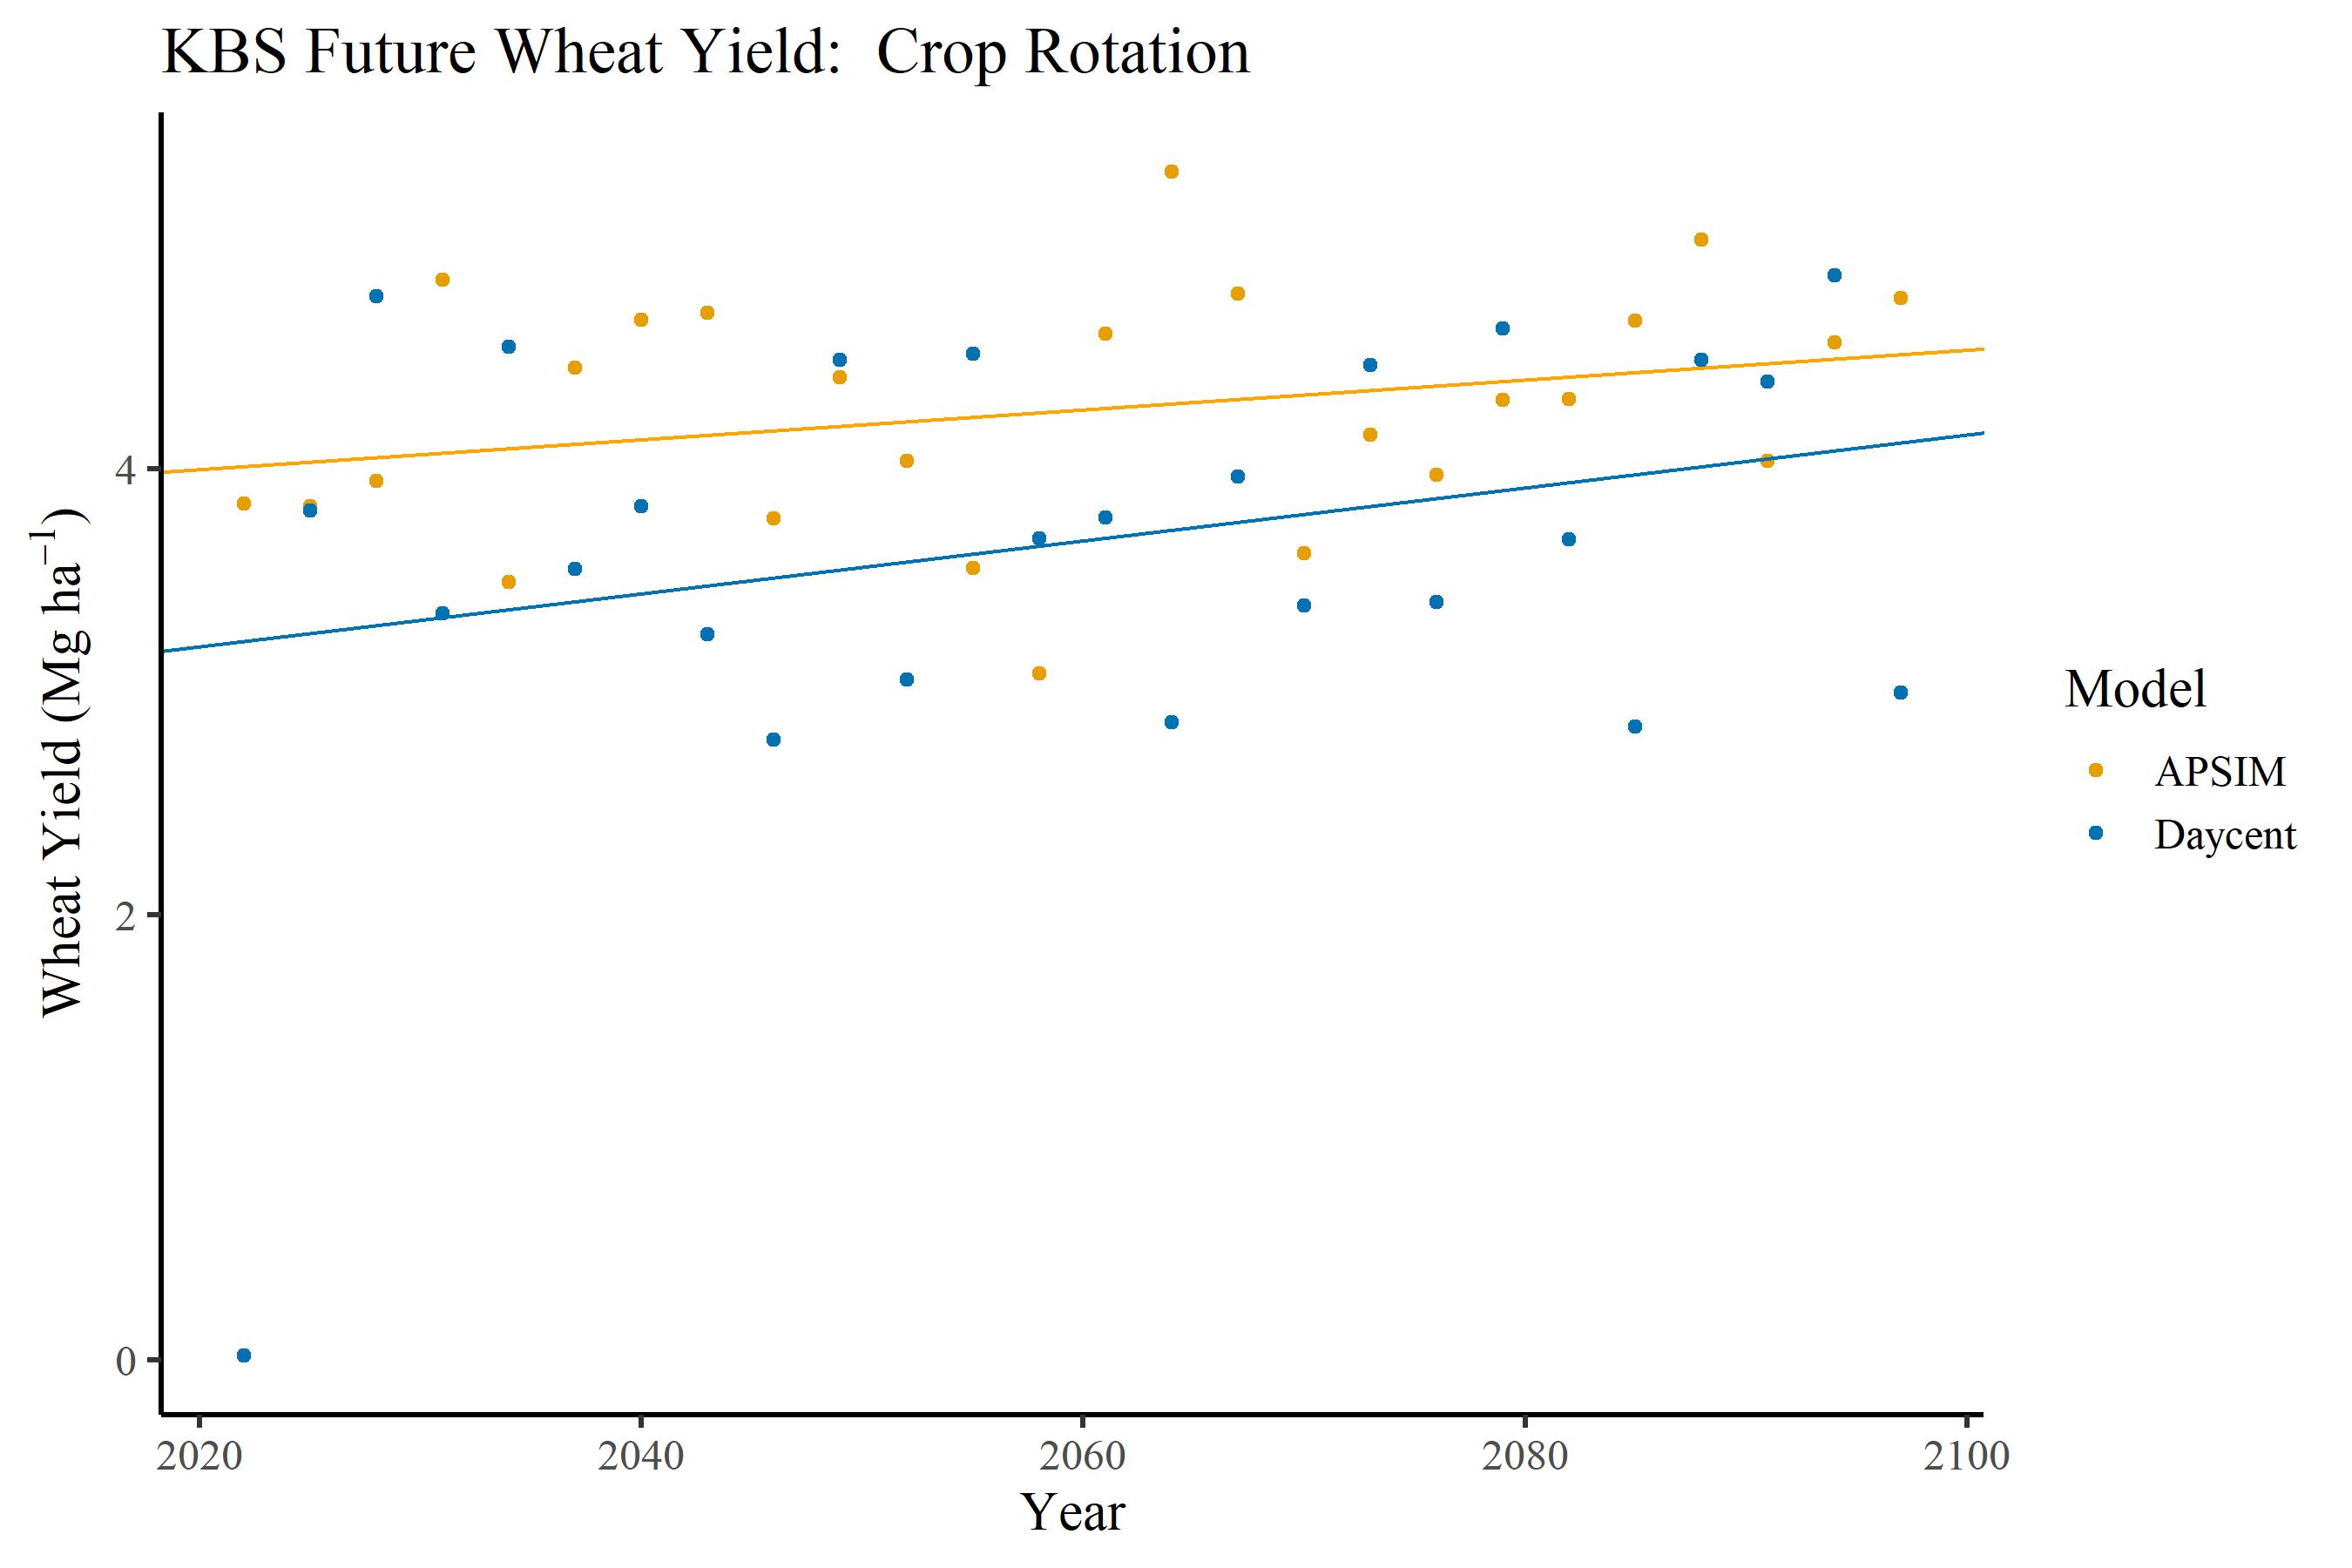 KBS Future Wheat Yield:  Crop Rotation
Wheat Yield (Mg ha⁻¹)
4
2
0
2020 2040 2060 2080 2100
Year
Model
APSIM
Daycent